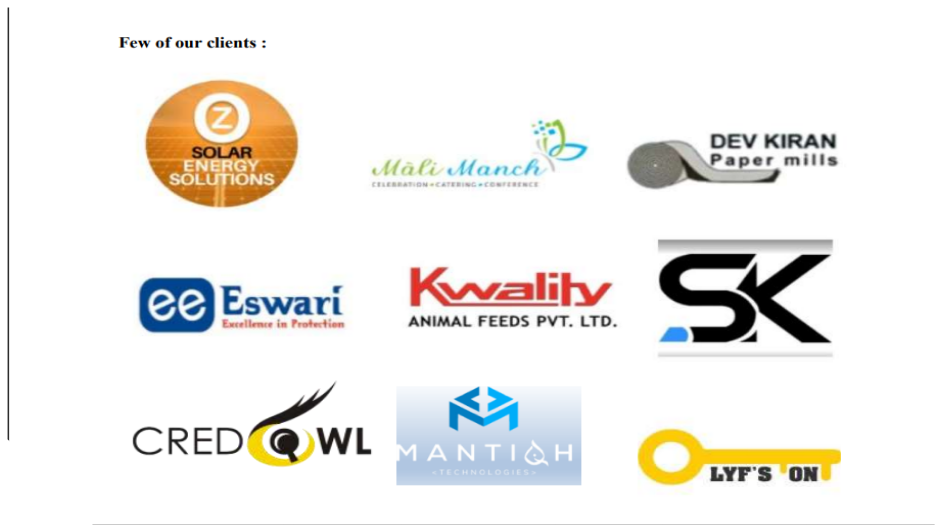 Few of our clients :
OZ
SOLAR
ENERGY
SOLUTIONS
Māli Manch
CELEBRATION CATERING CONFERENCE
DEV KIRAN
Paper mills
ee Eswari
Excellence in Protection
Kwality
ANIMAL FEEDS PVT. LTD.
SK
CREDOWL
MANTIQH
<TECHNOLOGIES>
LYF'S ON